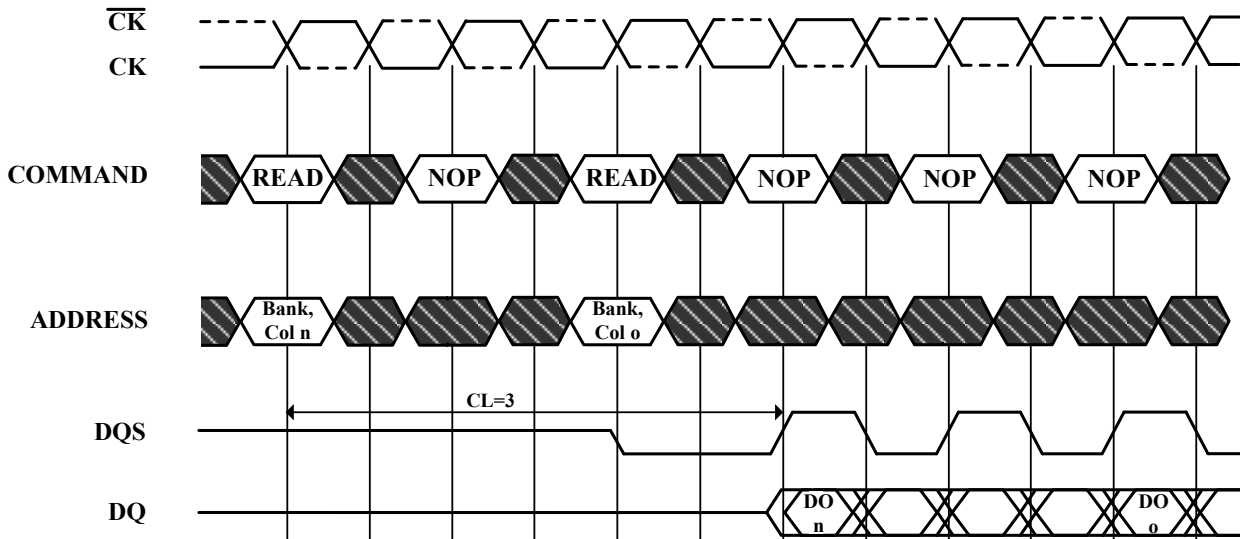 CK
CK
COMMAND
READ
NOP
READ
NOP
NOP
NOP
ADDRESS
Bank,
Col n
Bank,
Col o
CL=3
DQS
DQ
DO
n
DO
o